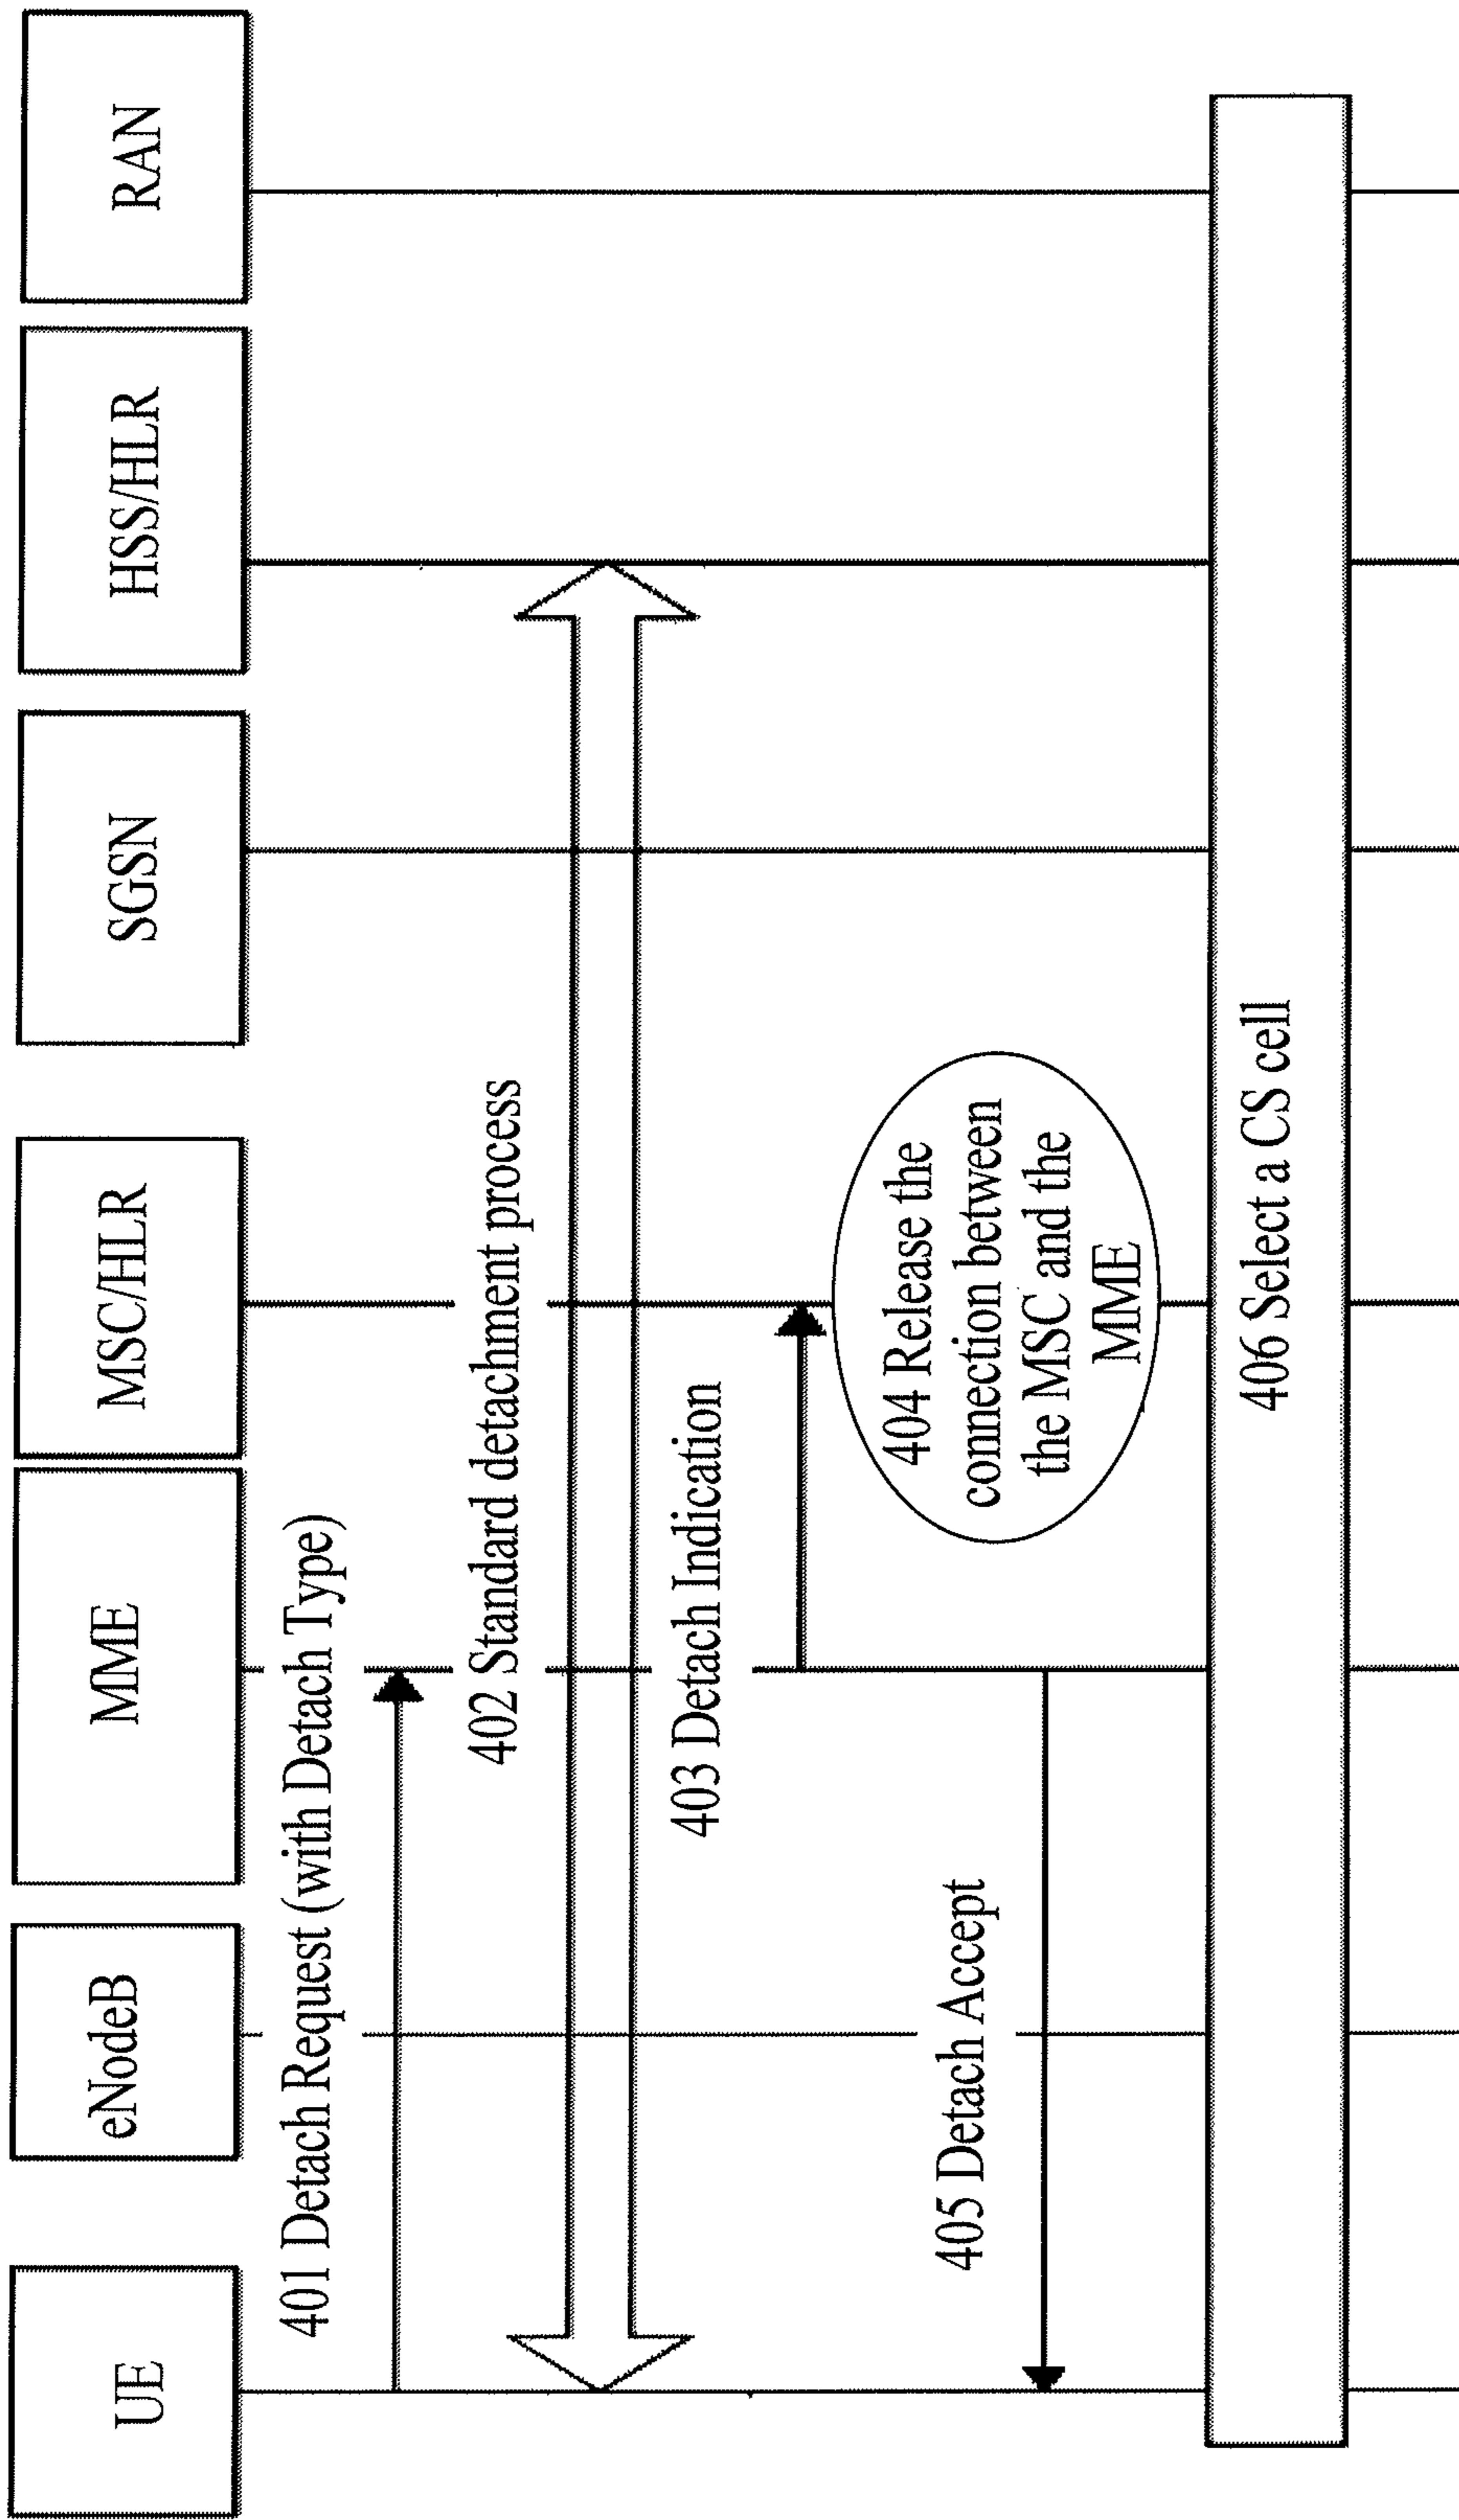 UE
eNodeB
MME
MSC/HLR
SGSN
HSS/HLR
RAN
401 Detach Request (with Detach Type)
402 Standard detachment process
403 Detach Indication
404 Release the
connection between
the MSC and the
MME
405 Detach Accept
406 Select a CS cell